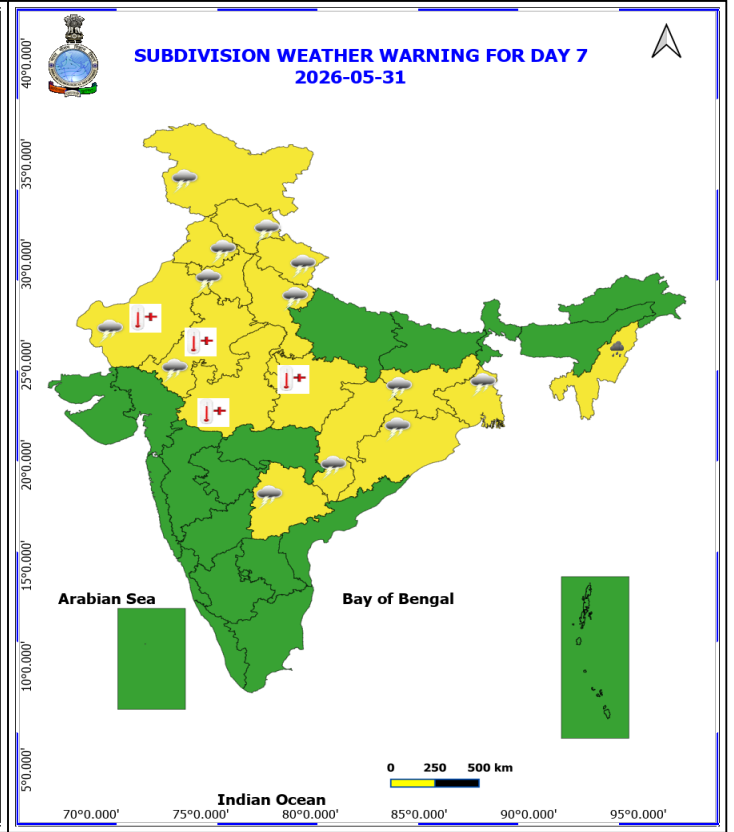 SUBDIVISION WEATHER WARNING FOR DAY 7
2026-05-31
40°0.000'
35°0.000'
30°0.000'
25°0.000'
20°0.000'
15°0.000'
10°0.000'
5°0.000'
Arabian Sea
Bay of Bengal
0 250 500 km
Indian Ocean
70°0.000' 75°0.000' 80°0.000' 85°0.000' 90°0.000' 95°0.000'